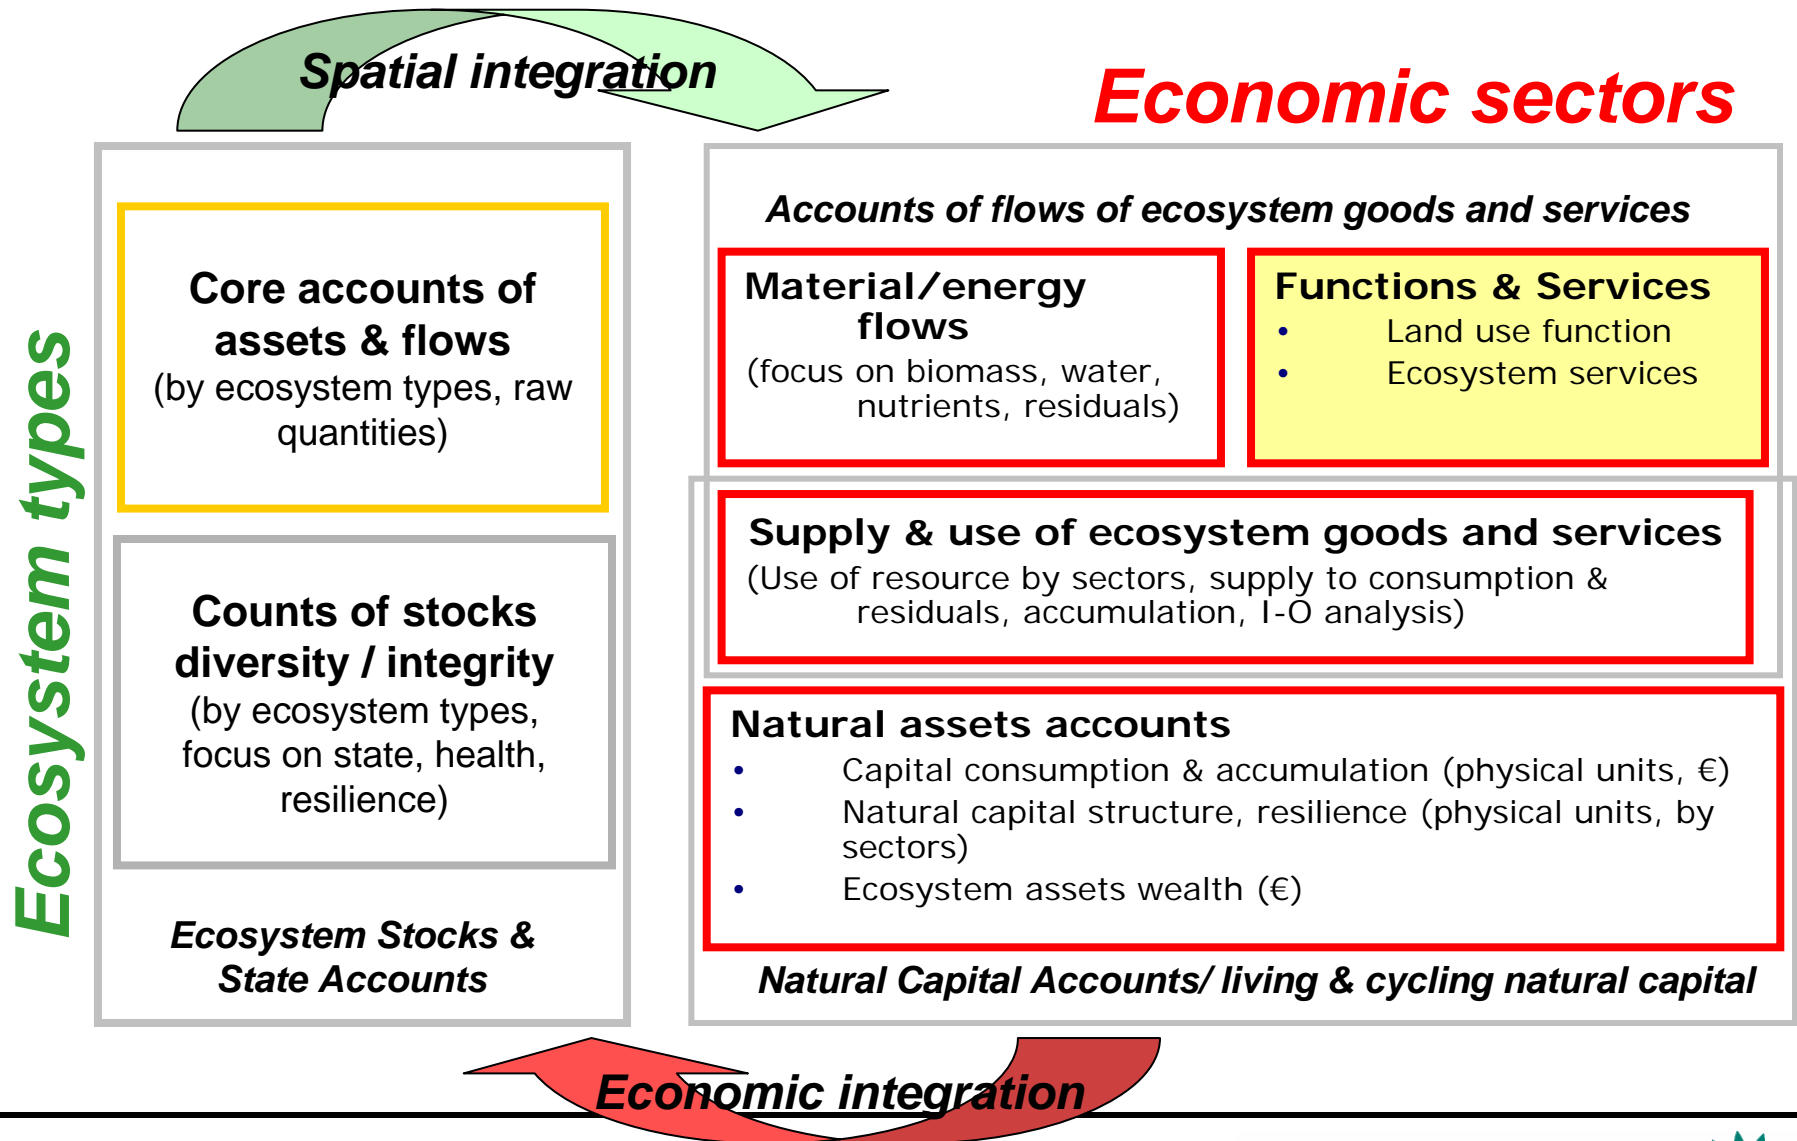 Spatial integration
Economic sectors
Ecosystem types
Core accounts of
assets & flows
(by ecosystem types, raw
quantities)
Counts of stocks
diversity / integrity
(by ecosystem types,
focus on state, health,
resilience)
Ecosystem Stocks &
State Accounts
Accounts of flows of ecosystem goods and services
Material/energy
flows
(focus on biomass, water,
nutrients, residuals)
Functions & Services
• Land use function
• Ecosystem services
Supply & use of ecosystem goods and services
(Use of resource by sectors, supply to consumption &
residuals, accumulation, I-O analysis)
Natural assets accounts
• Capital consumption & accumulation (physical units, €)
• Natural capital structure, resilience (physical units, by
sectors)
• Ecosystem assets wealth (€)
Natural Capital Accounts/ living & cycling natural capital
Economic integration